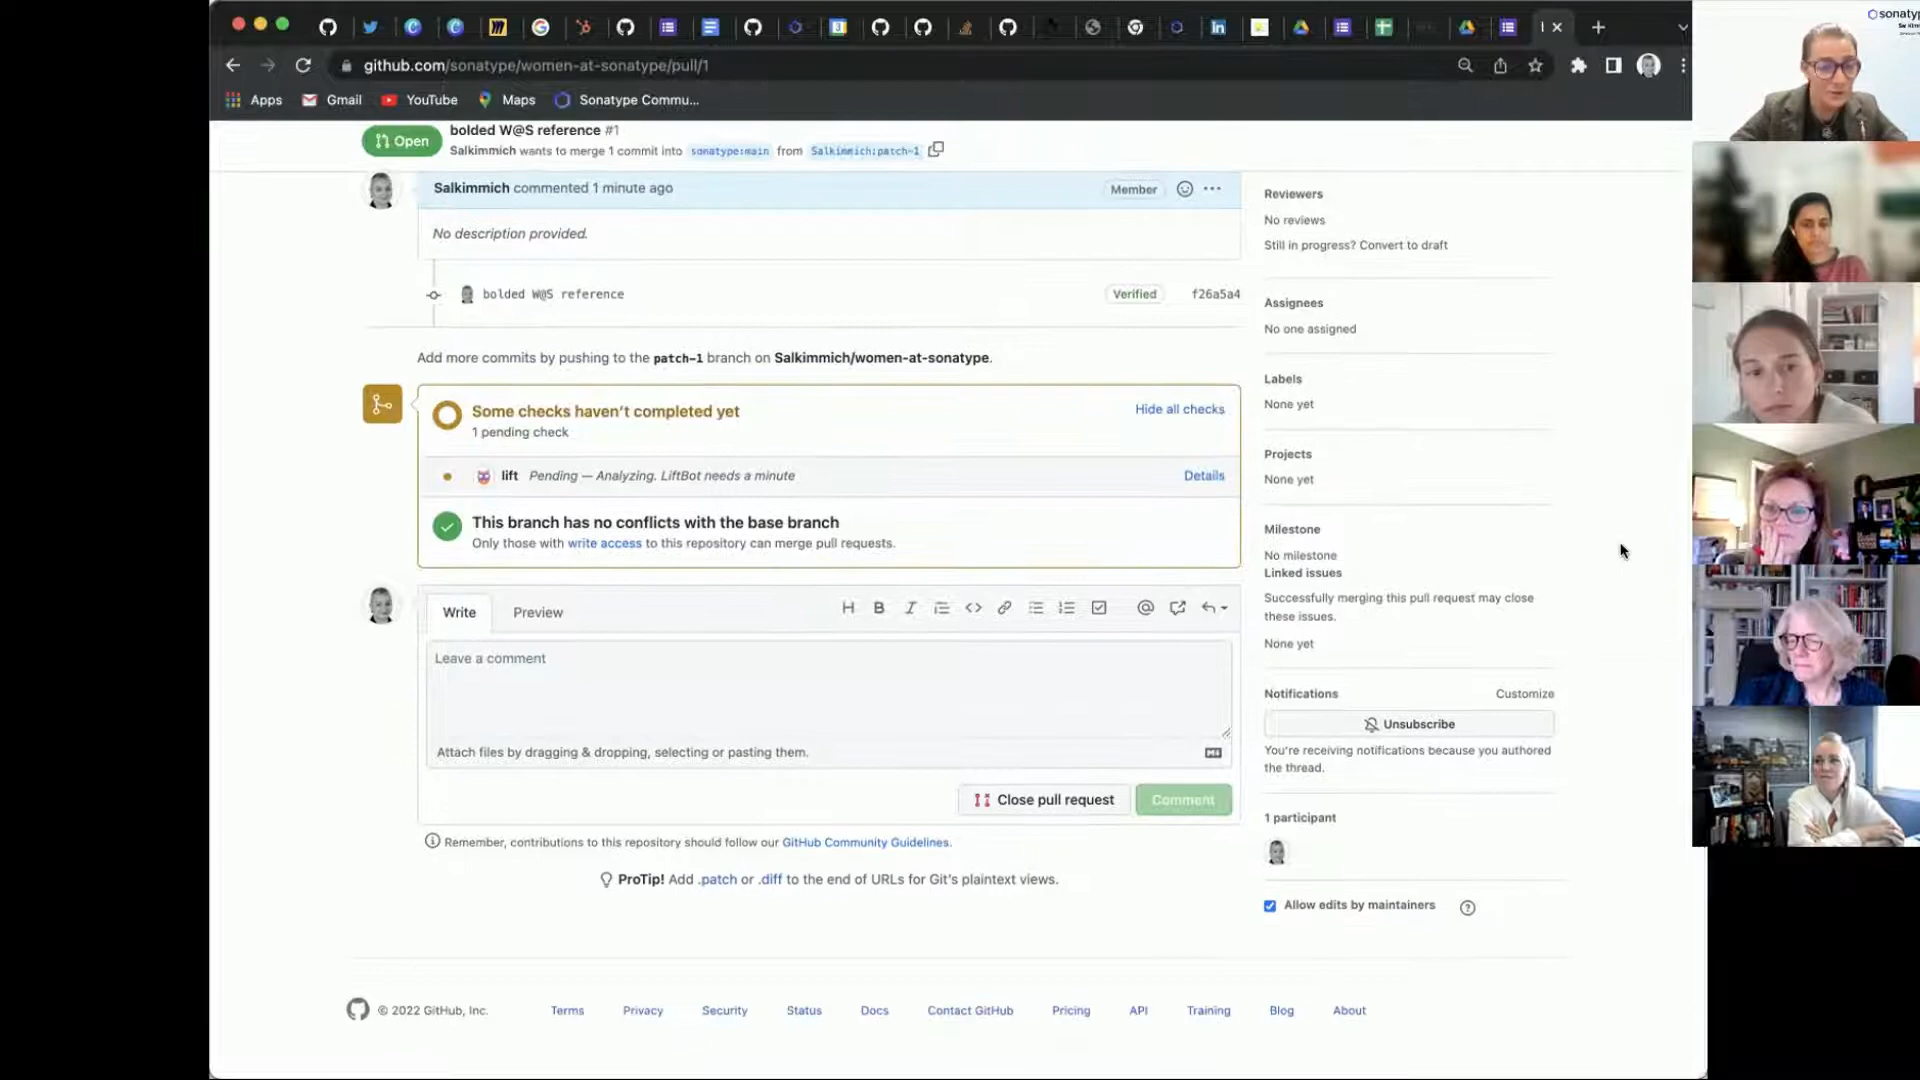 github.com/sonatype/women-at-sonatype/pull/1
Apps Gmail YouTube Maps Sonatype Commu...
sonatype
Open
bolded W@S reference #1
Salkimmich wants to merge 1 commit into sonatype:main from Salkimmich:patch-1
Salkimmich commented 1 minute ago
Member
No description provided.
bolded W@S reference
Verified f26a5a4
Add more commits by pushing to the patch-1 branch on Salkimmich/women-at-sonatype.
Some checks haven't completed yet
Hide all checks
1 pending check
lift Pending — Analyzing. LiftBot needs a minute
Details
This branch has no conflicts with the base branch
Only those with write access to this repository can merge pull requests.
Write Preview
Leave a comment
Attach files by dragging & dropping, selecting or pasting them.
Close pull request
Comment
Remember, contributions to this repository should follow our GitHub Community Guidelines.
ProTip! Add .patch or .diff to the end of URLs for Git's plaintext views.
Reviewers
No reviews
Still in progress? Convert to draft
Assignees
No one assigned
Labels
None yet
Projects
None yet
Milestone
No milestone
Linked issues
Successfully merging this pull request may close
these issues.
None yet
Notifications
Customize
Unsubscribe
You're receiving notifications because you authored
the thread.
1 participant
Allow edits by maintainers
© 2022 GitHub, Inc. Terms Privacy Security Status Docs Contact GitHub Pricing API Training Blog About